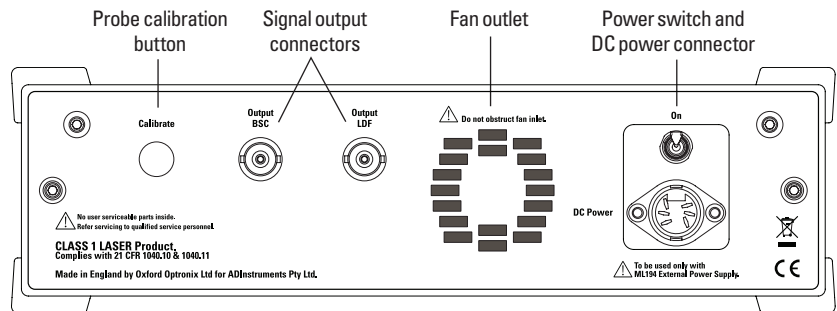 Probe calibration
button
Signal output
connectors
Fan outlet
Power switch and
DC power connector
Calibrate
Output
BSC
Output
LDF
Do not obstruct fan inlet.
On
DC Power
No user serviceable parts inside.
Refer servicing to qualified service personnel.
CLASS 1 LASER Product.
Complies with 21 CFR 1040.10 & 1040.11
Made in England by Oxford Optronix Ltd for ADInstruments Pty Ltd.
To be used only with
ML194 External Power Supply.
CE